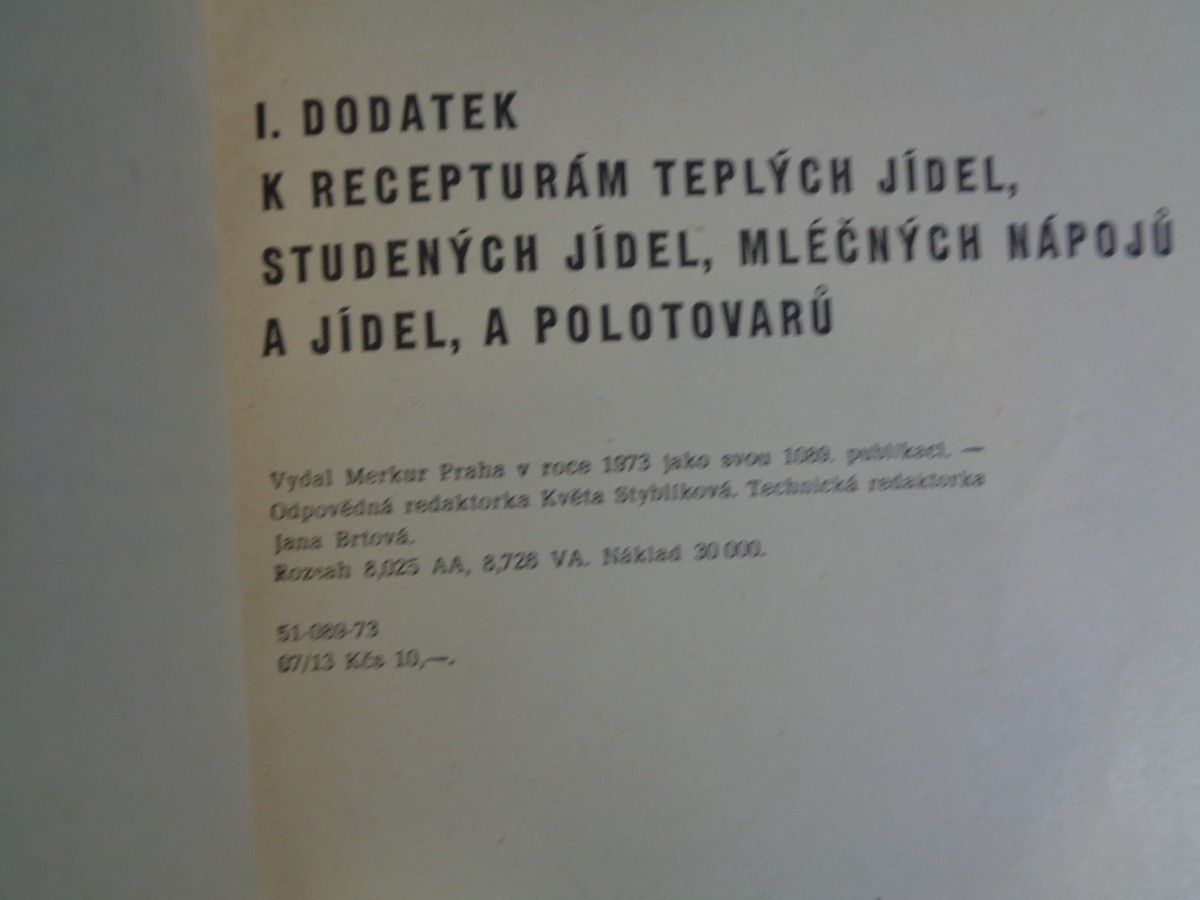 I. DODATEK
K RECEPTURÁM TEPLÝCH JÍDEL,
STUDENÝCH JÍDEL, MLÉČNÝCH NÁPOJŮ
A JÍDEL, A POLOTOVARŮ
Vydal Merkur Praha v roce 1973 jako svou 1089. publikaci. —
Odpovědná redaktorka Květa Styblíková. Technická redaktorka
Jana Brtová.
Rozsah 8,025 AA, 8,728 VA. Náklad 30 000.
51-089-73
07/13 Kčs 10,—.